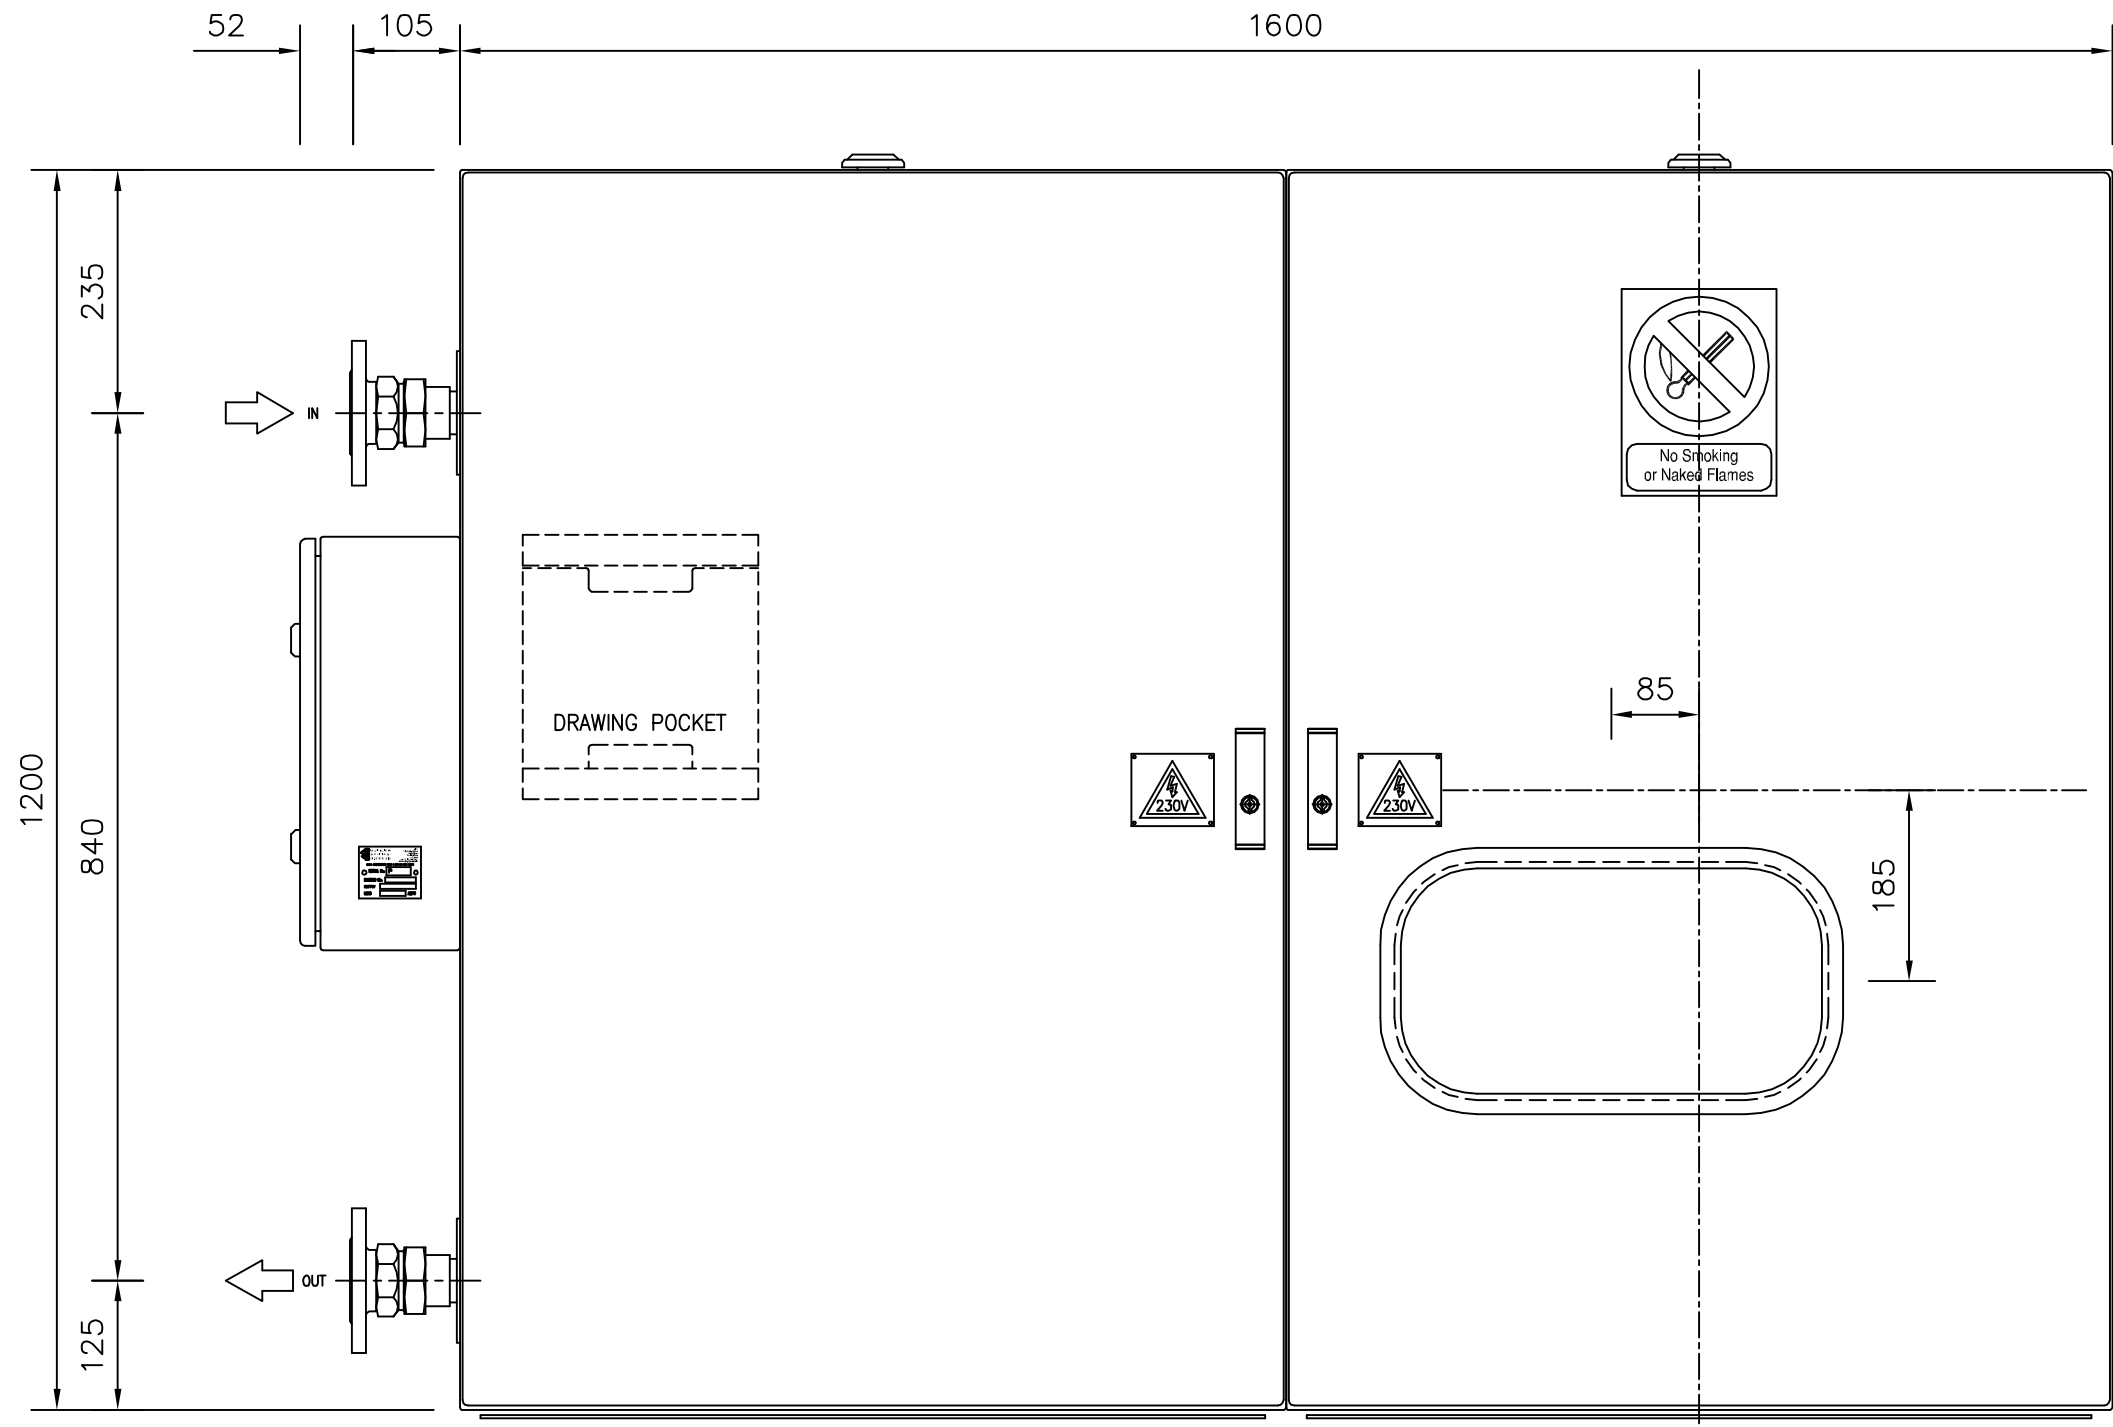 52
105
1600
235
IN
No Smoking
or Naked Flames
85
DRAWING POCKET
1200
840
230V
230V
185
OUT
125